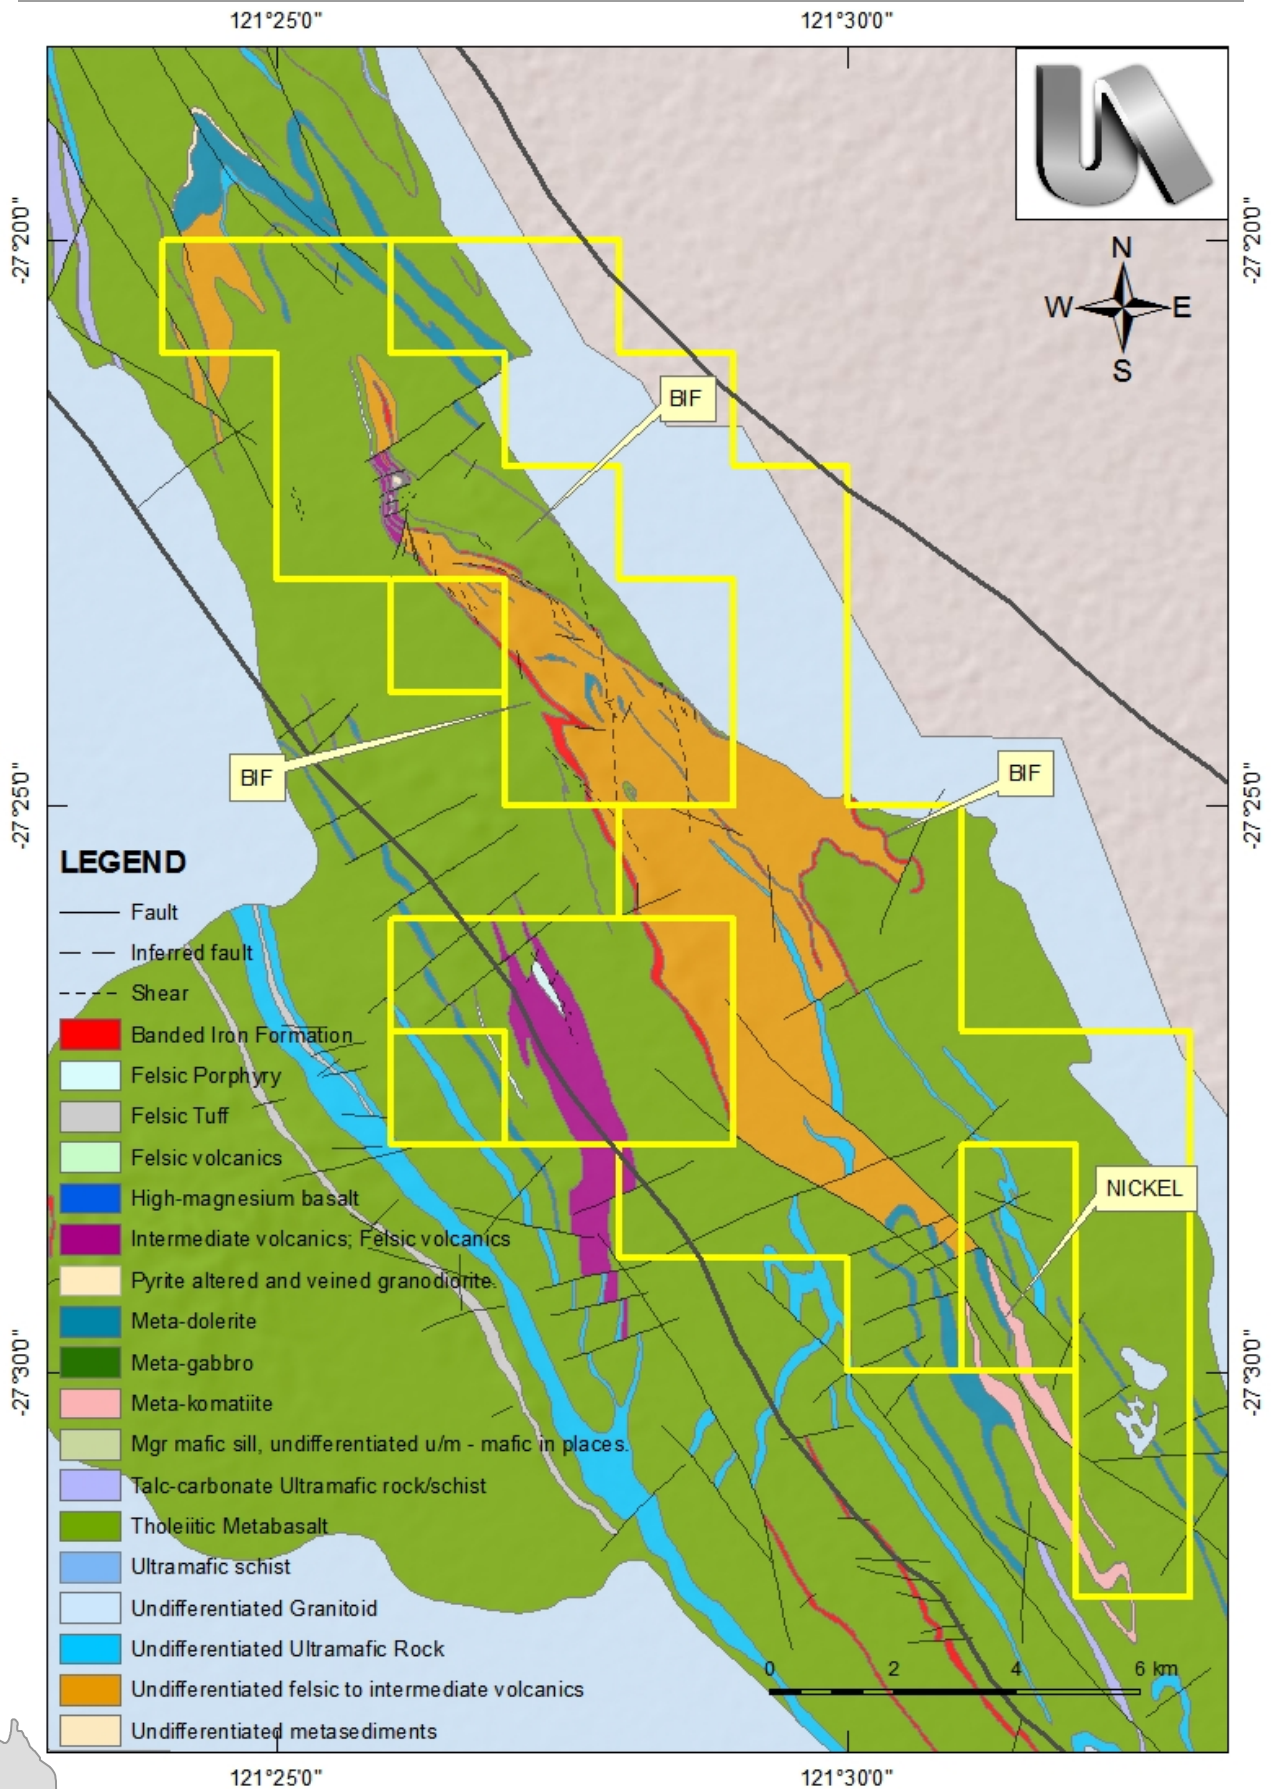 121°25'0"
121°30'0"
UA
N
W E
S
-27°20'0"
-27°20'0"
BIF
BIF
BIF
-27°25'0"
-27°25'0"
NICKEL
-27°30'0"
-27°30'0"
LEGEND
Fault
Inferred fault
Shear
Banded Iron Formation
Felsic Porphyry
Felsic Tuff
Felsic volcanics
High-magnesium basalt
Intermediate volcanics; Felsic volcanics
Pyrite altered and veined granodiorite.
Meta-dolerite
Meta-gabbro
Meta-komatiite
Mgr mafic sill, undifferentiated u/m - mafic in places.
Talc-carbonate Ultramafic rock/schist
Tholeiitic Metabasalt
Ultramafic schist
Undifferentiated Granitoid
Undifferentiated Ultramafic Rock
Undifferentiated felsic to intermediate volcanics
Undifferentiated metasediments
0 2 4 6 km
121°25'0"
121°30'0"